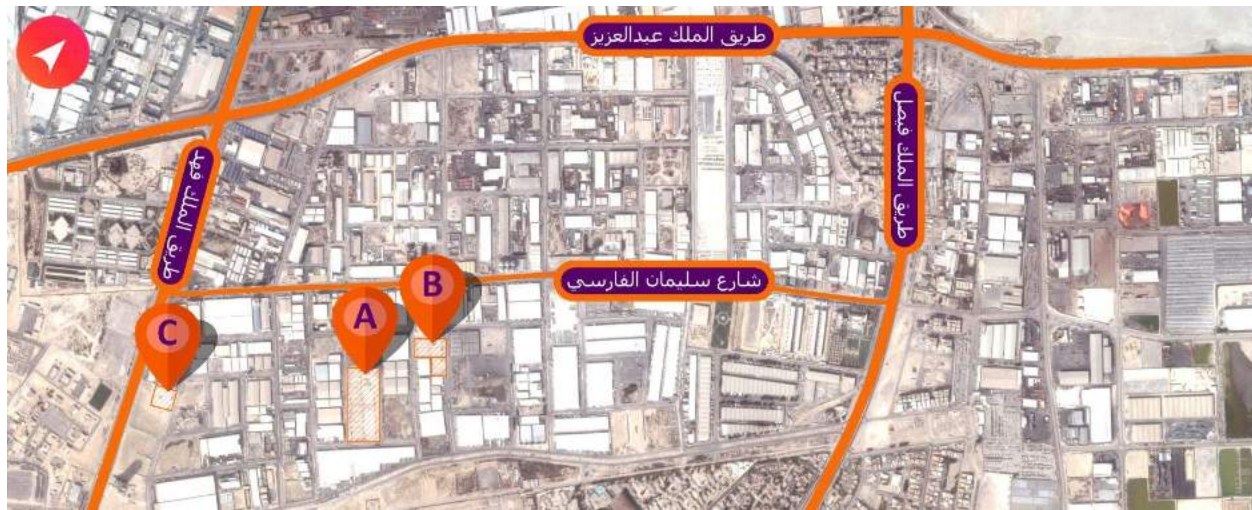 طريق الملك عبدالعزيز
طريق الملك فيصل
طريق الملك فهد
شارع سليمان الفارسي
B
A
C